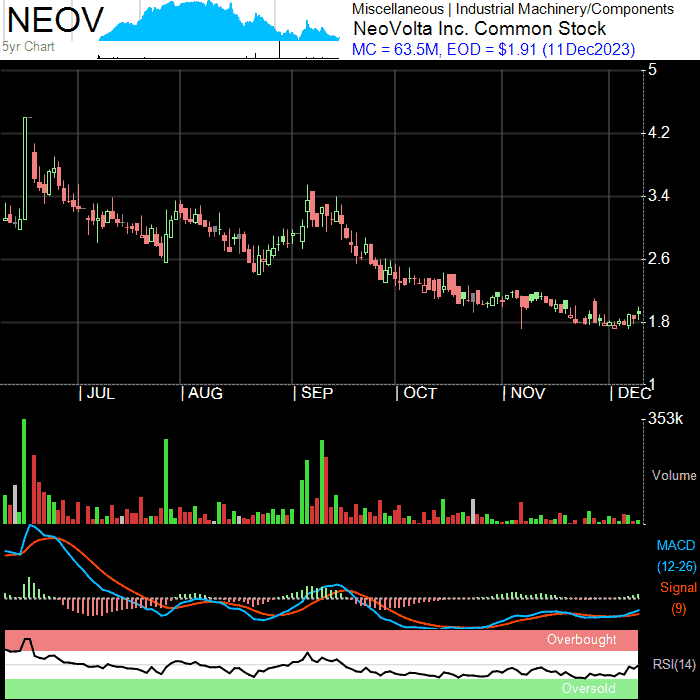 NEOV
5yr Chart
Miscellaneous | Industrial Machinery/Components
NeoVolta Inc. Common Stock
MC = 63.5M, EOD = $1.91 (11Dec2023)
5
4.2
3.4
2.6
1.8
1
| JUL | AUG | SEP | OCT | NOV | DEC
353k
Volume
MACD
(12-26)
Signal
(9)
Overbought
RSI(14)
Oversold